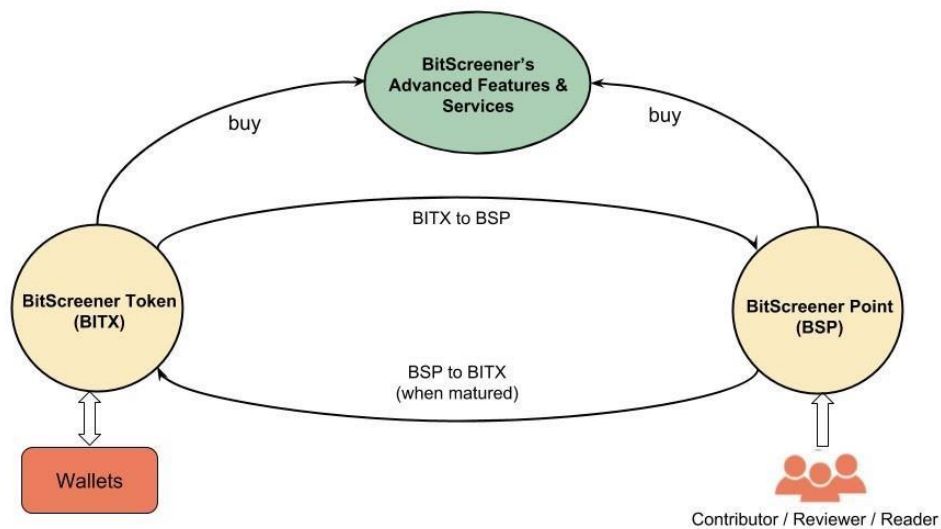 BitScreener’s
Advanced Features &
Services
buy
buy
BITX to BSP
BitScreener Token
(BITX)
BitScreener Point
(BSP)
BSP to BITX
(when matured)
Wallets
Contributor / Reviewer / Reader